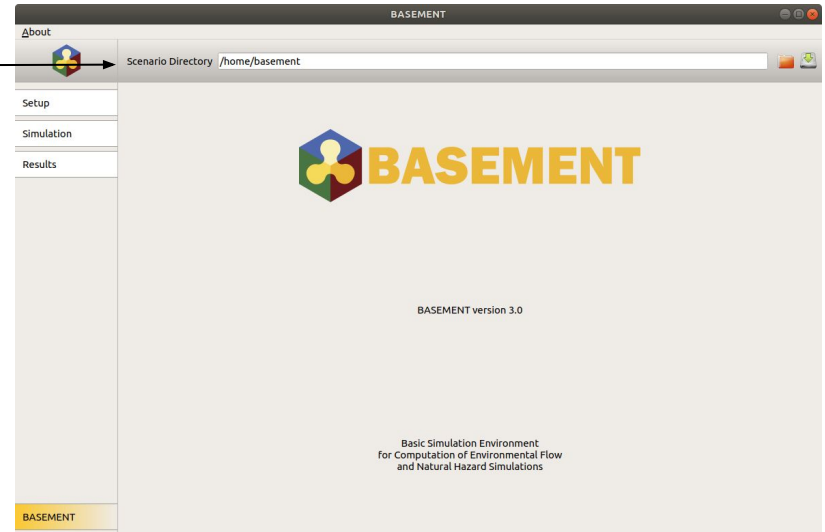 BASEMENT
About
Scenario Directory /home/basement
Setup
Simulation
Results
BASEMENT
BASEMENT version 3.0
Basic Simulation Environment
for Computation of Environmental Flow
and Natural Hazard Simulations
BASEMENT